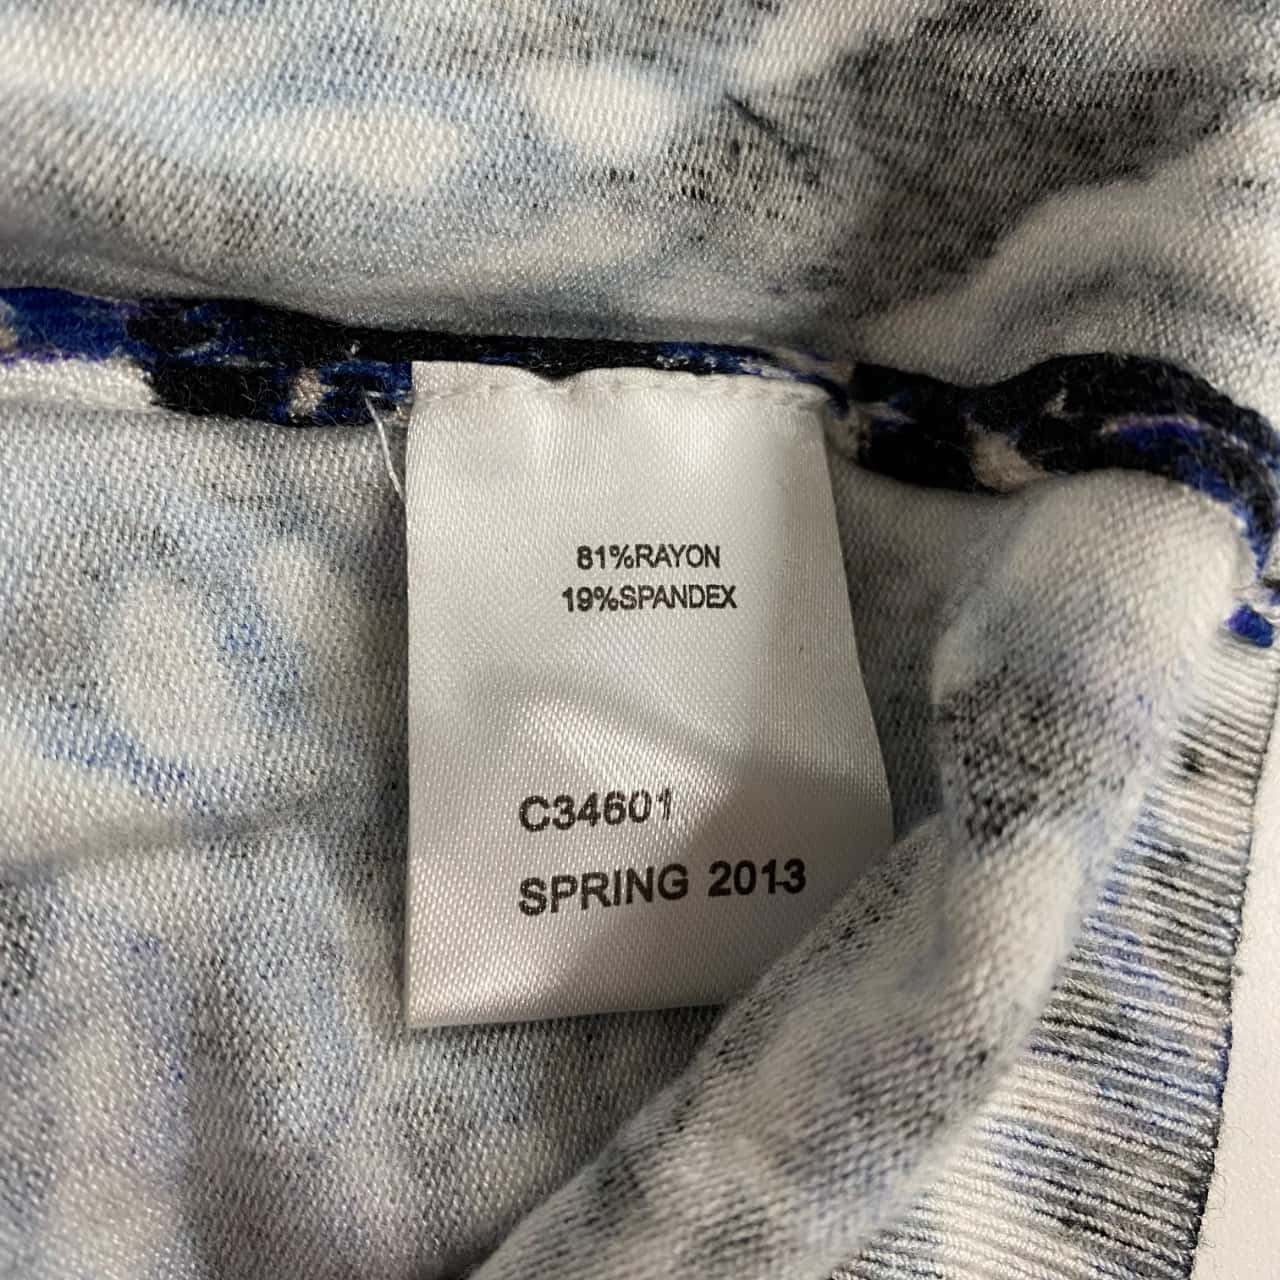 81%RAYON
19%SPANDEX
C34601
SPRING 2013